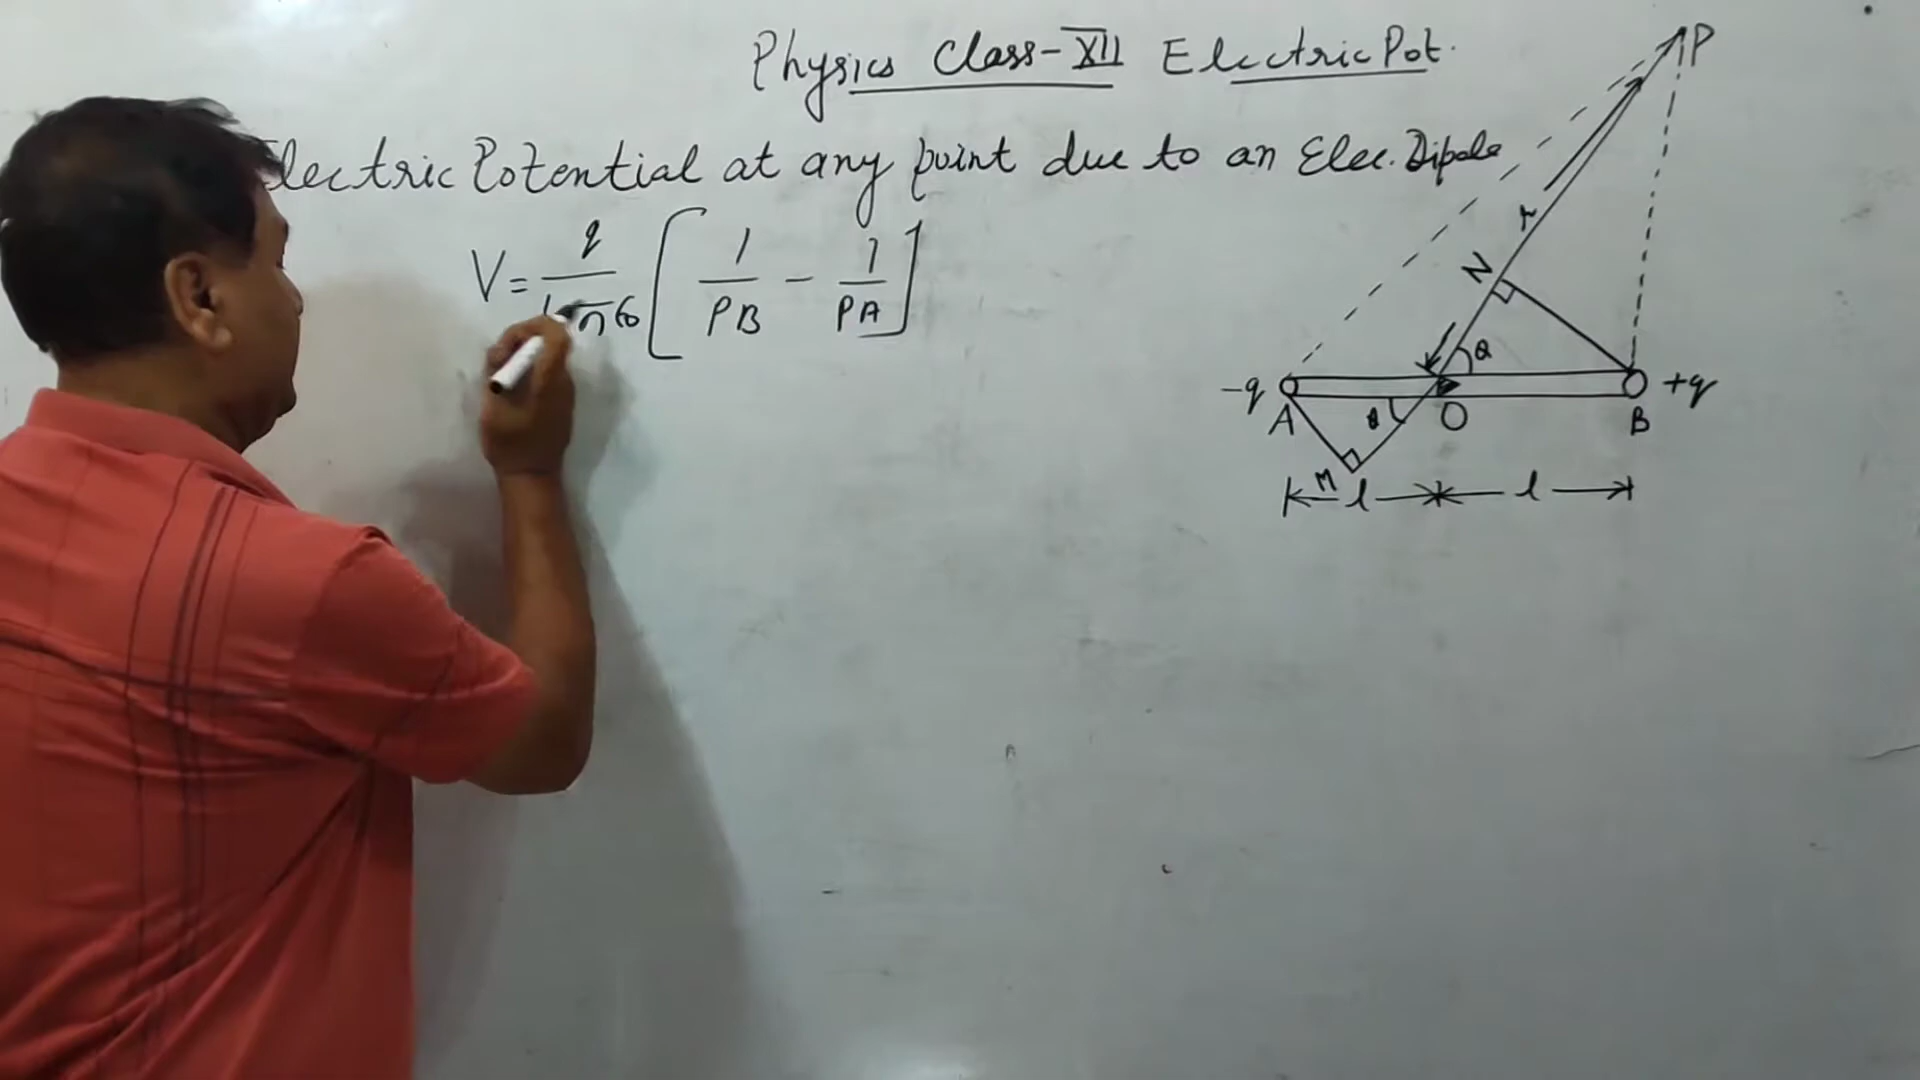 Physics Class-XII Electric Pot.
Electric Potential at any point due to an Elec. Dipole
V = q/4πε0 [ 1/PB - 1/PA ]
P
r
N
θ
-q +q
A θ O B
M
l l